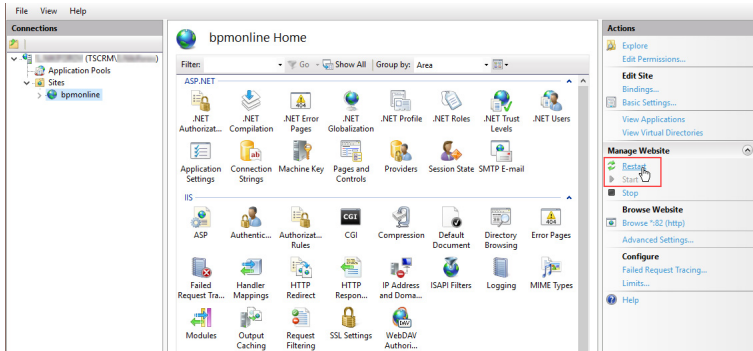 File View Help
Connections
(TSCRM\
)
Application Pools
Sites
bpmonline
bpmonline Home
Filter:
Go
Show All
Group by: Area
ASP.NET
.NET Authorizat...
.NET Compilation
.NET Error Pages
.NET Globalization
.NET Profile
.NET Roles
.NET Trust Levels
.NET Users
Application Settings
Connection Strings
Machine Key
Pages and Controls
Providers
Session State
SMTP E-mail
IIS
ASP
Authentic...
Authorizat... Rules
CGI
Compression
Default Document
Directory Browsing
Error Pages
Failed Request Tra...
Handler Mappings
HTTP Redirect
HTTP Respon...
IP Address and Doma...
ISAPI Filters
Logging
MIME Types
Modules
Output Caching
Request Filtering
SSL Settings
WebDAV Authori...
Actions
Explore
Edit Permissions...
Edit Site
Bindings...
Basic Settings...
View Applications
View Virtual Directories
Manage Website
Restart
Start
Stop
Browse Website
Browse *:82 (http)
Advanced Settings...
Configure
Failed Request Tracing...
Limits...
Help